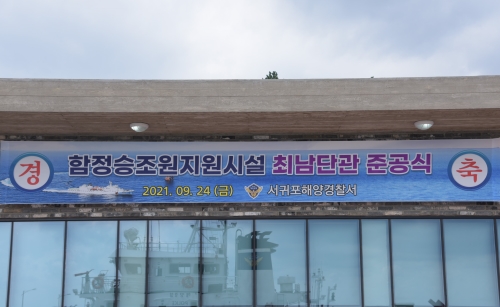 경 함정승조원지원시설 최남단관 준공식 축
2021. 09. 24 (금) 서귀포해양경찰서